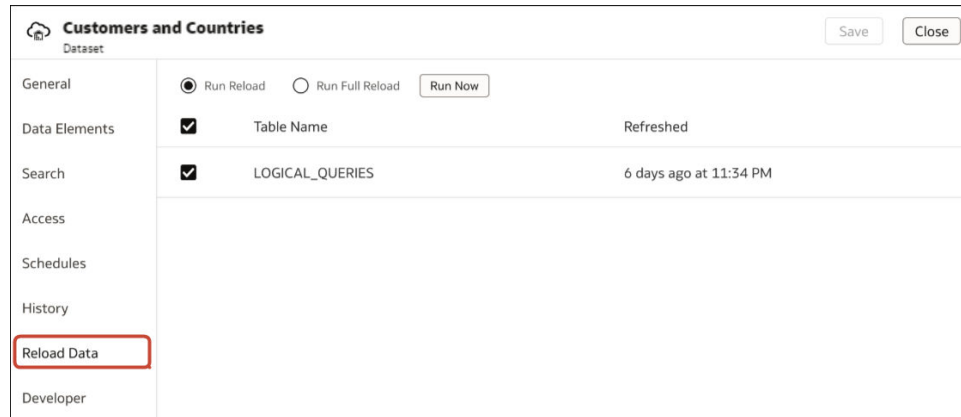 Customers and Countries
Dataset
Save
Close
General
Data Elements
Search
Access
Schedules
History
Reload Data
Developer
Run Reload
Run Full Reload
Run Now
Table Name
Refreshed
LOGICAL_QUERIES
6 days ago at 11:34 PM